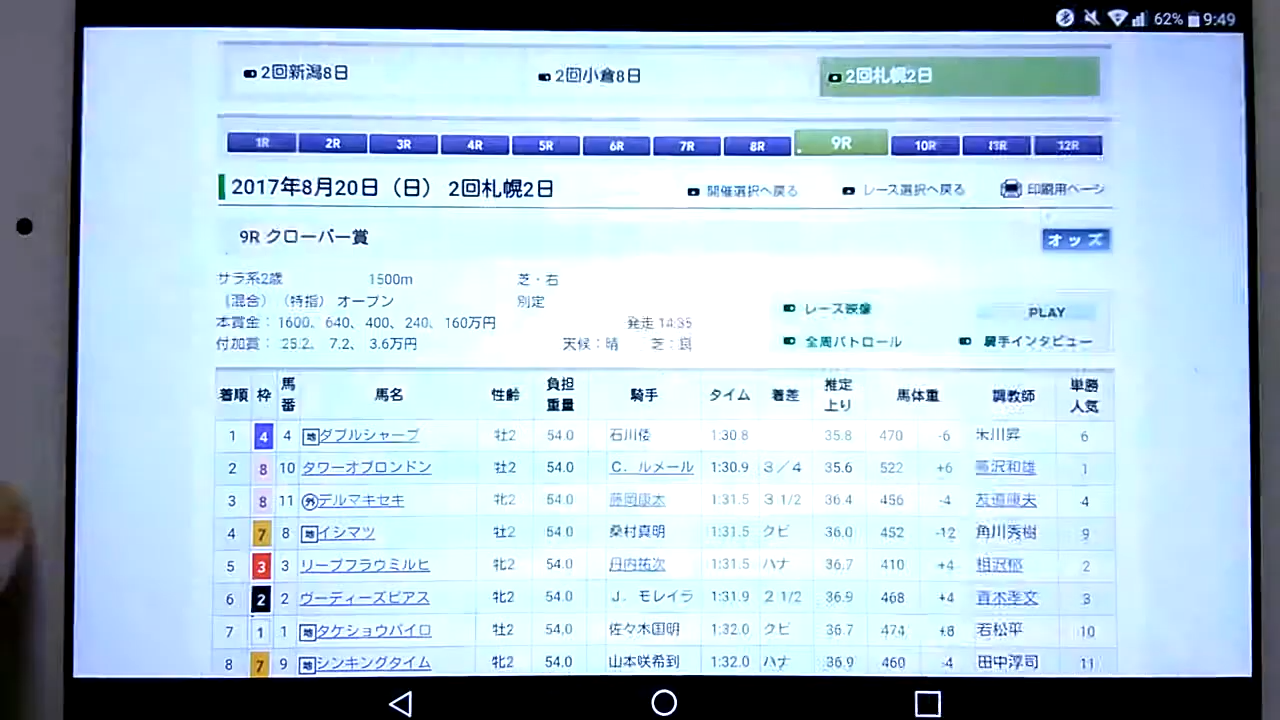 62% 9:49
2回新潟8日 2回小倉8日 2回札幌2日
1R 2R 3R 4R 5R 6R 7R 8R 9R 10R 11R 12R
2017年8月20日（日） 2回札幌2日 開催選択へ戻る レース選択へ戻る 印刷用ページ
9R クローバー賞 オッズ
サラ系2歳 1500m 芝・右
（混合）（特指）オープン 別定
本賞金： 1600、 640、 400、 240、 160万円 発走 14:35
付加賞： 25.2、 7.2、 3.6万円 天候：晴 芝：良
レース映像 PLAY
全周パトロール 騎手インタビュー
着順 枠 馬番 馬名 性齢 負担重量 騎手 タイム 着差 推定上り 馬体重 調教師 単勝人気
1 4 4 地ダブルシャープ 牡2 54.0 石川倭 1:30.8 35.8 470 -6 米川昇 6
2 8 10 タワーオブロンドン 牡2 54.0 C．ルメール 1:30.9 3／4 35.6 522 +6 藤沢和雄 1
3 8 11 外デルマキセキ 牝2 54.0 藤岡康太 1:31.5 3 1/2 36.4 456 -4 友道康夫 4
4 7 8 地イシマツ 牡2 54.0 桑村真明 1:31.5 クビ 36.0 452 -12 角川秀樹 9
5 3 3 リープフラウミルヒ 牝2 54.0 丹内祐次 1:31.5 ハナ 36.7 410 +4 相沢郁 2
6 2 2 ヴーディーズピアス 牝2 54.0 J．モレイラ 1:31.9 2 1/2 36.9 468 +4 3
7 1 1 地タケショウパイロ 牡2 54.0 佐々木国明 1:32.0 クビ 36.7 474 +8 若松平 10
8 7 9 地シンキングタイム 牝2 54.0 山本咲希到 1:32.0 ハナ 36.9 460 -4 田中淳司 11